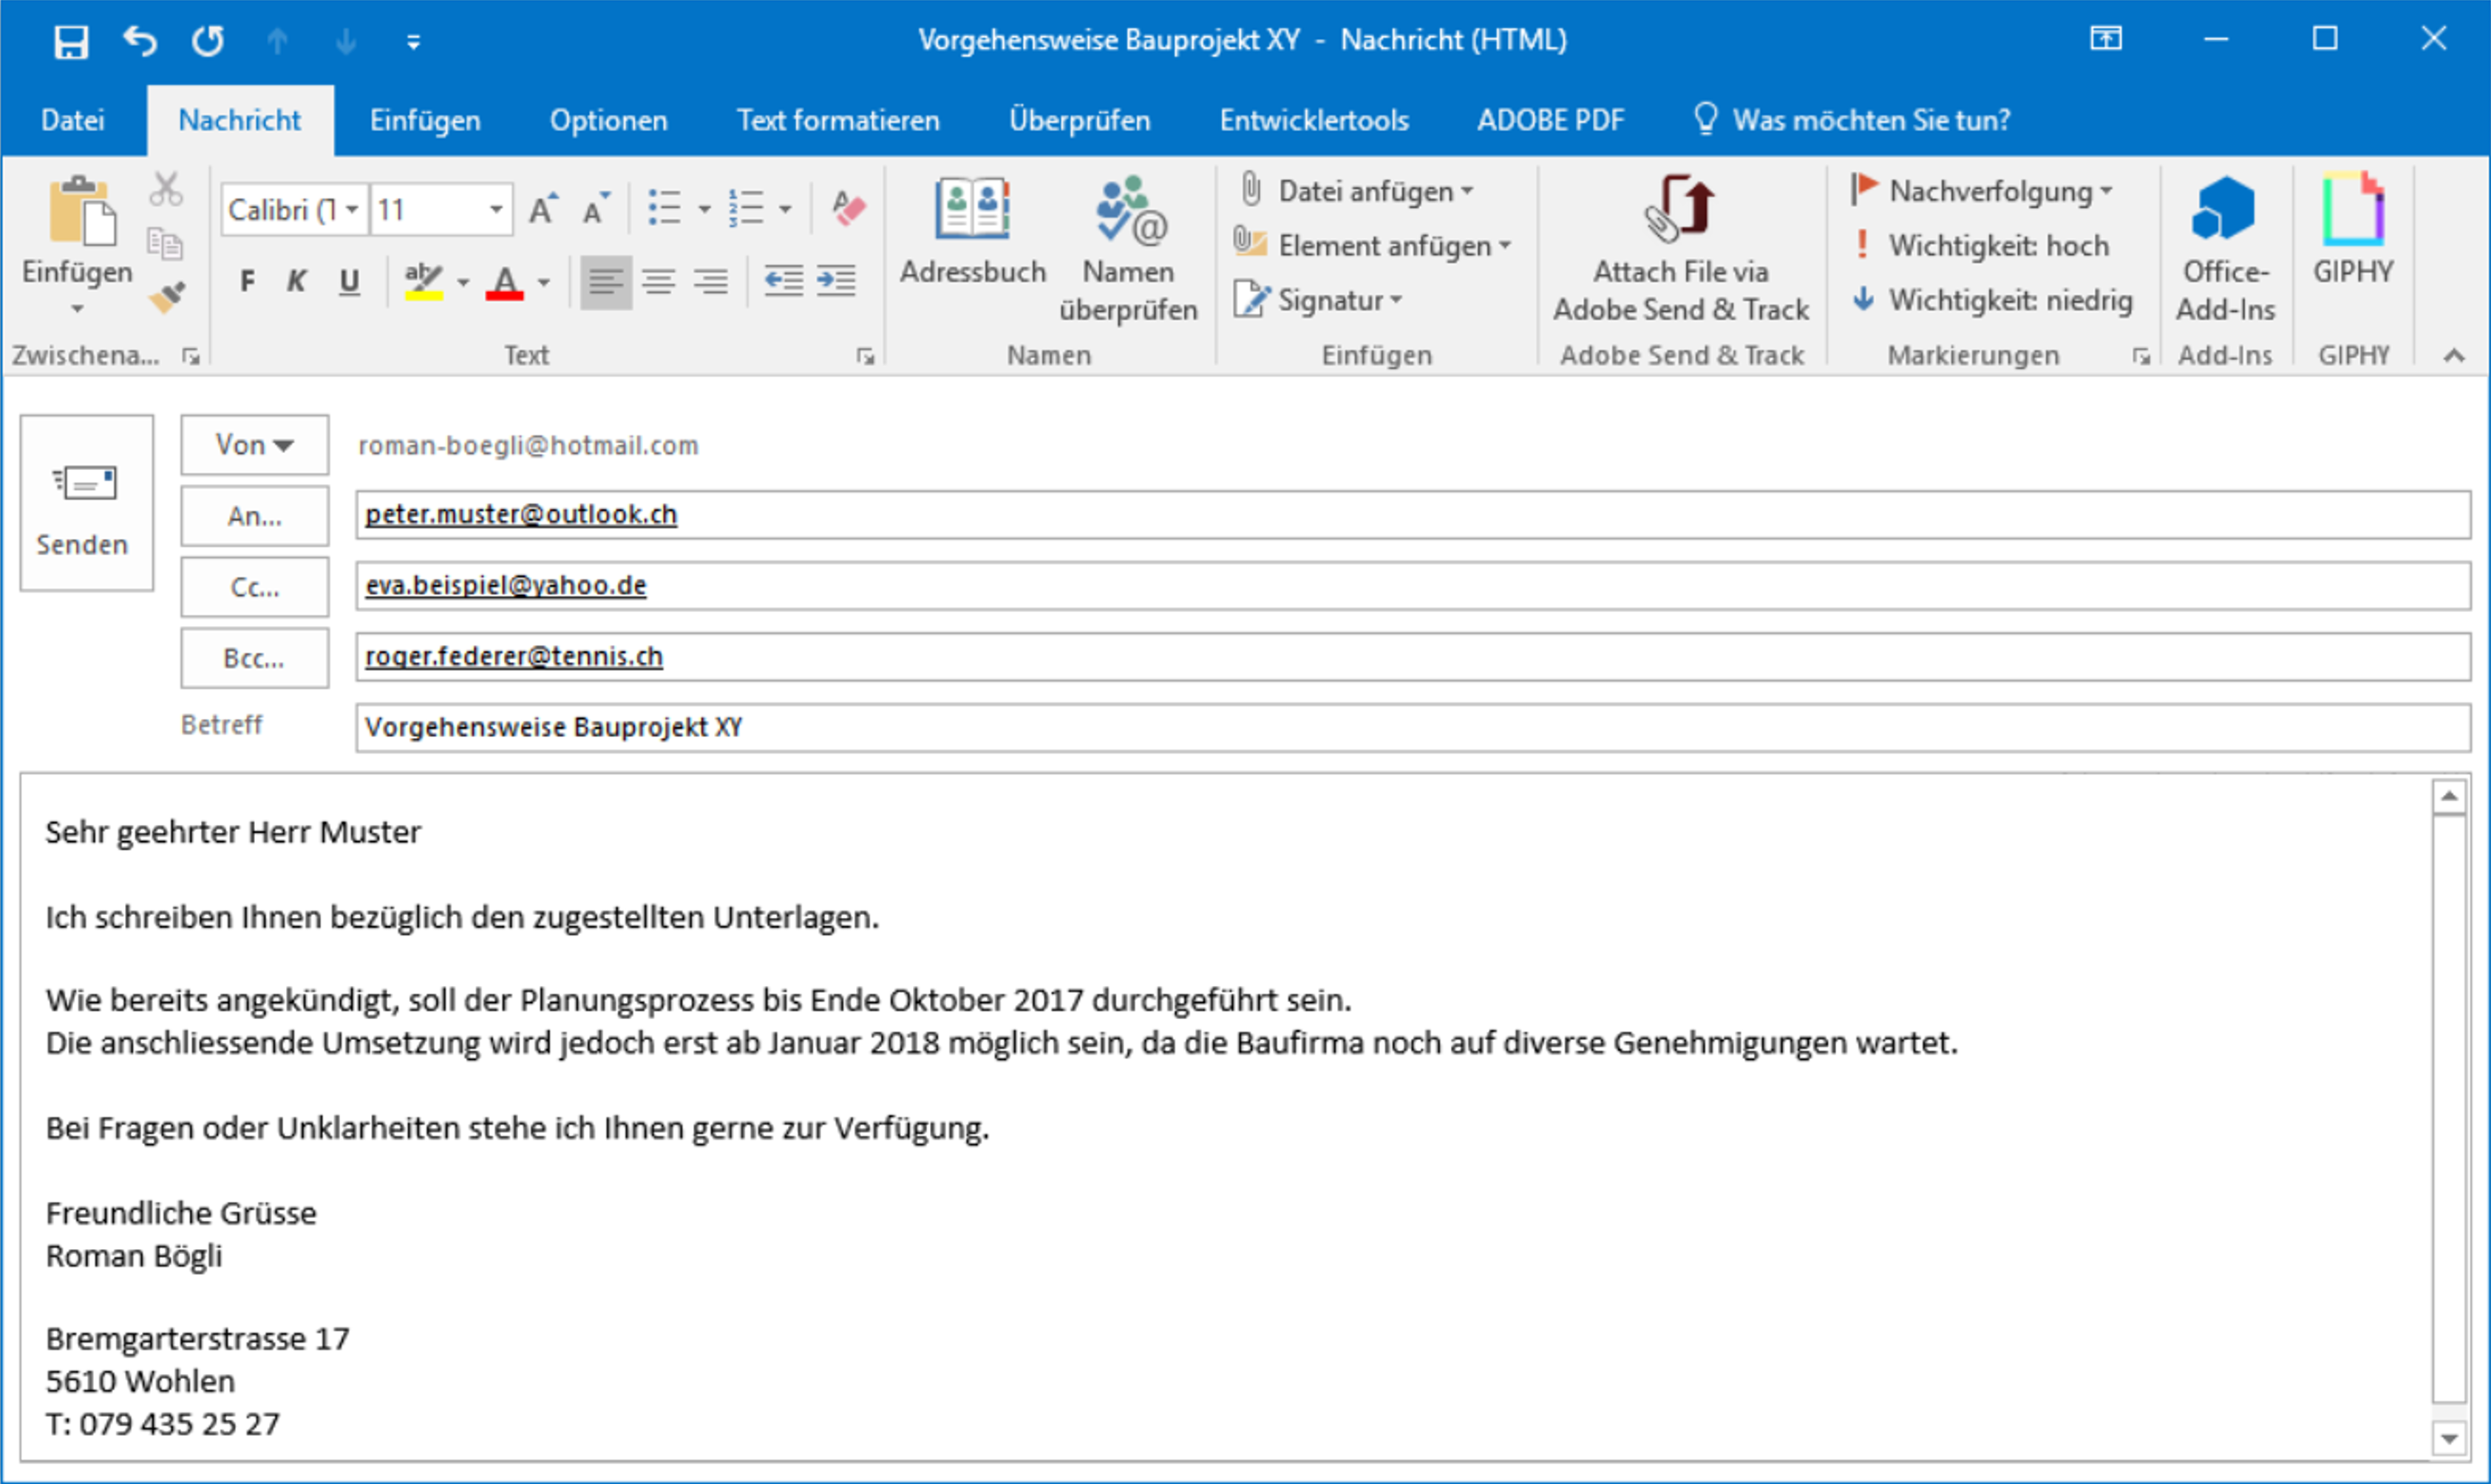 Vorgehensweise Bauprojekt XY - Nachricht (HTML)
Datei Nachricht Einfügen Optionen Text formatieren Überprüfen Entwicklertools ADOBE PDF Was möchten Sie tun?
Einfügen
Zwischena...
Calibri (T 11
F K U
Text
Adressbuch
Namen überprüfen
Namen
Datei anfügen
Element anfügen
Signatur
Einfügen
Attach File via
Adobe Send & Track
Adobe Send & Track
Nachverfolgung
Wichtigkeit: hoch
Wichtigkeit: niedrig
Markierungen
Office-
Add-Ins
Add-Ins
GIPHY
GIPHY
Senden
Von roman-boegli@hotmail.com
An... peter.muster@outlook.ch
Cc... eva.beispiel@yahoo.de
Bcc... roger.federer@tennis.ch
Betreff Vorgehensweise Bauprojekt XY
Sehr geehrter Herr Muster
Ich schreiben Ihnen bezüglich den zugestellten Unterlagen.
Wie bereits angekündigt, soll der Planungsprozess bis Ende Oktober 2017 durchgeführt sein.
Die anschliessende Umsetzung wird jedoch erst ab Januar 2018 möglich sein, da die Baufirma noch auf diverse Genehmigungen wartet.
Bei Fragen oder Unklarheiten stehe ich Ihnen gerne zur Verfügung.
Freundliche Grüsse
Roman Bögli
Bremgarterstrasse 17
5610 Wohlen
T: 079 435 25 27